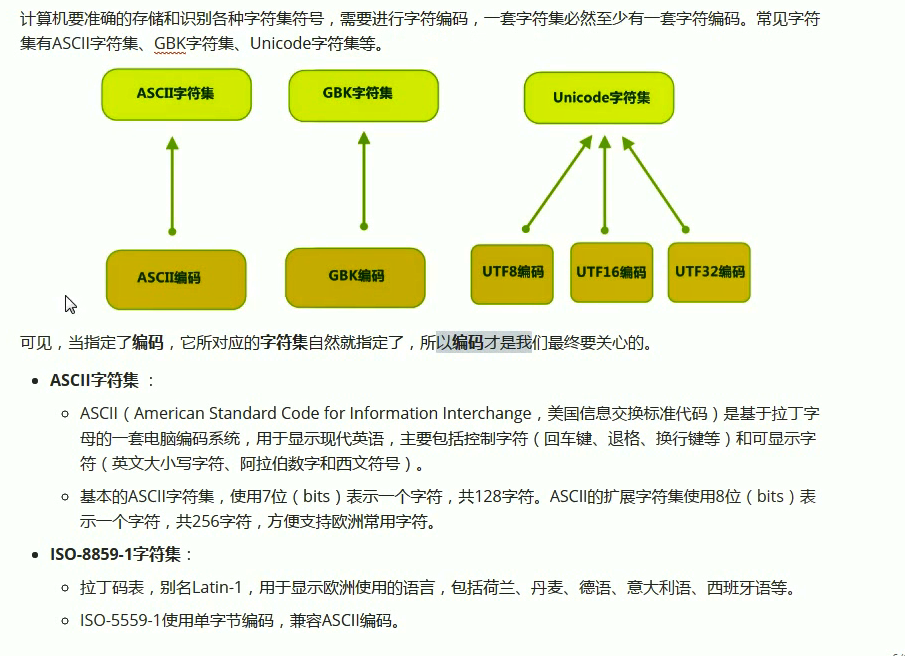 计算机要准确的存储和识别各种字符集符号，需要进行字符编码，一套字符集必然至少有一套字符编码。常见字符
集有ASCII字符集、GBK字符集、Unicode字符集等。
ASCII字符集
GBK字符集
Unicode字符集
ASCII编码
GBK编码
UTF8编码
UTF16编码
UTF32编码
可见，当指定了编码，它所对应的字符集自然就指定了，所以编码才是我们最终要关心的。
• ASCII字符集 ：
○ ASCII（American Standard Code for Information Interchange，美国信息交换标准代码）是基于拉丁字
母的一套电脑编码系统，用于显示现代英语，主要包括控制字符（回车键、退格、换行键等）和可显示字
符（英文大小写字符、阿拉伯数字和西文符号）。
○ 基本的ASCII字符集，使用7位（bits）表示一个字符，共128字符。ASCII的扩展字符集使用8位（bits）表
示一个字符，共256字符，方便支持欧洲常用字符。
• ISO-8859-1字符集：
○ 拉丁码表，别名Latin-1，用于显示欧洲使用的语言，包括荷兰、丹麦、德语、意大利语、西班牙语等。
○ ISO-5559-1使用单字节编码，兼容ASCII编码。